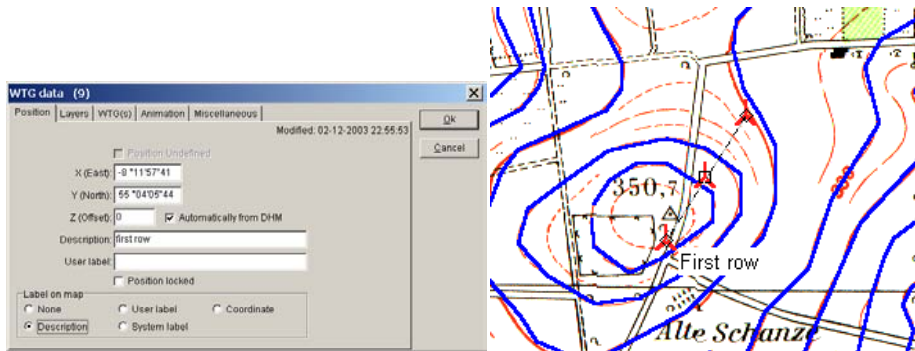 WTG data (9)
Position Layers WTG(s) Animation Miscellaneous
Ok
Modified: 02-12-2003 22:55:53
Cancel
Position Undefined
X (East): -8 °11'57"41
Y (North): 55 °04'05"44
Z (Offset): 0 Automatically from DHM
Description: first row
User label:
Position locked
Label on map
None User label Coordinate
Description System label
350,7
First row
Alte Schanze